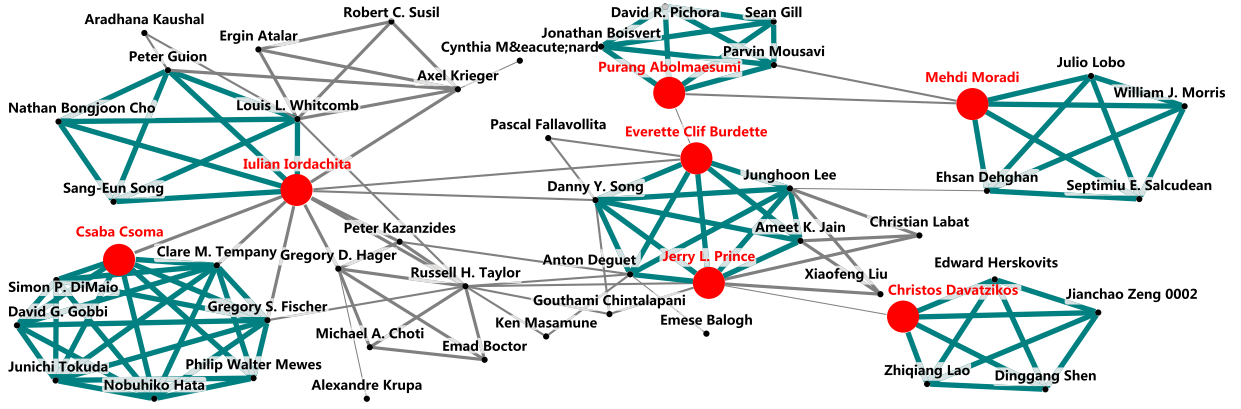 Aradhana Kaushal
Robert C. Susil
David R. Pichora
Sean Gill
Ergin Atalar
Jonathan Boisvert
Cynthia M&eacute;nard
Peter Guion
Parvin Mousavi
Julio Lobo
Axel Krieger
Purang Abolmaesumi
Mehdi Moradi
William J. Morris
Nathan Bongjoon Cho
Louis L. Whitcomb
Pascal Fallavollita
Everette Clif Burdette
Iulian Iordachita
Junghoon Lee
Ehsan Dehghan
Sang-Eun Song
Danny Y. Song
Septimiu E. Salcudean
Christian Labat
Csaba Csoma
Peter Kazanzides
Ameet K. Jain
Clare M. Tempany
Gregory D. Hager
Anton Deguet
Jerry L. Prince
Edward Herskovits
Russell H. Taylor
Xiaofeng Liu
Simon P. DiMaio
Christos Davatzikos
Jianchao Zeng 0002
Gregory S. Fischer
Gouthami Chintalapani
David G. Gobbi
Emese Balogh
Ken Masamune
Michael A. Choti
Emad Boctor
Junichi Tokuda
Philip Walter Mewes
Zhiqiang Lao
Dinggang Shen
Nobuhiko Hata
Alexandre Krupa